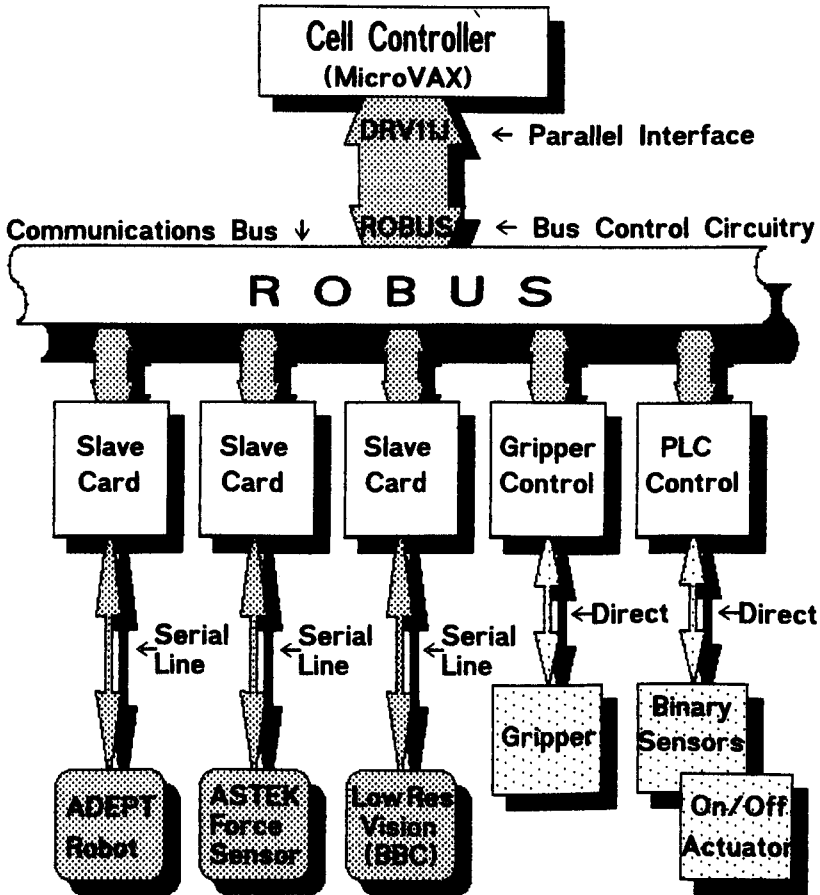 Cell Controller
(MicroVAX)
DRV11J
← Parallel Interface
Communications Bus ↓
ROBUS
← Bus Control Circuitry
ROBUS
Slave
Card
Slave
Card
Slave
Card
Gripper
Control
PLC
Control
←Serial
Line
←Serial
Line
←Serial
Line
←Direct
←Direct
ADEPT
Robot
ASTEK
Force
Sensor
Low Res
Vision
(BBC)
Gripper
Binary
Sensors
On/Off
Actuator